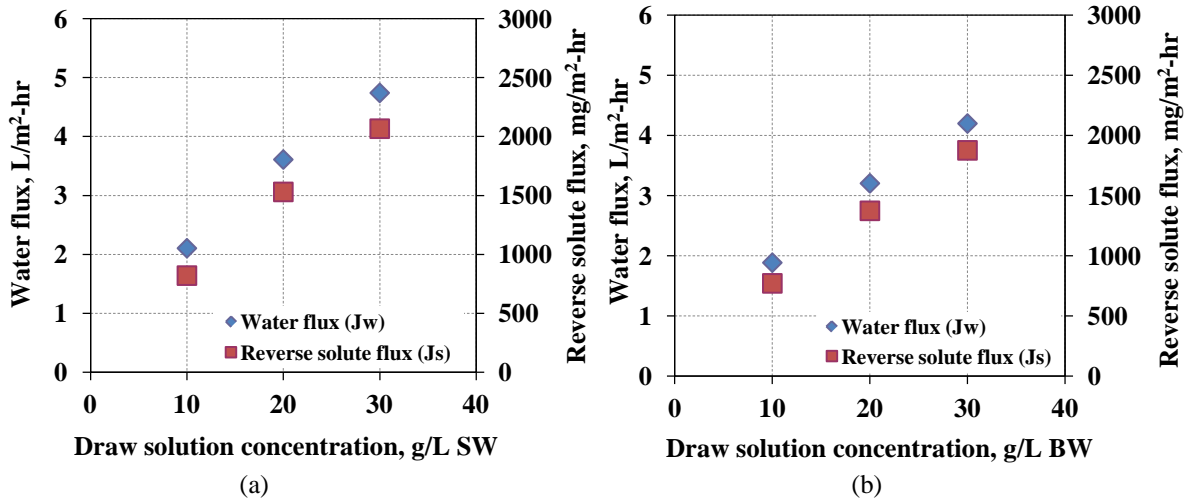 6
5
4
3
2
1
0
Water flux, L/m²-hr
3000
2500
2000
1500
1000
500
0
Reverse solute flux, mg/m²-hr
Water flux (Jw)
Reverse solute flux (Js)
0 10 20 30 40
Draw solution concentration, g/L SW
(a)
6
5
4
3
2
1
0
Water flux, L/m²-hr
3000
2500
2000
1500
1000
500
0
Reverse solute flux, mg/m²-hr
Water flux (Jw)
Reverse solute flux (Js)
0 10 20 30 40
Draw solution concentration, g/L BW
(b)